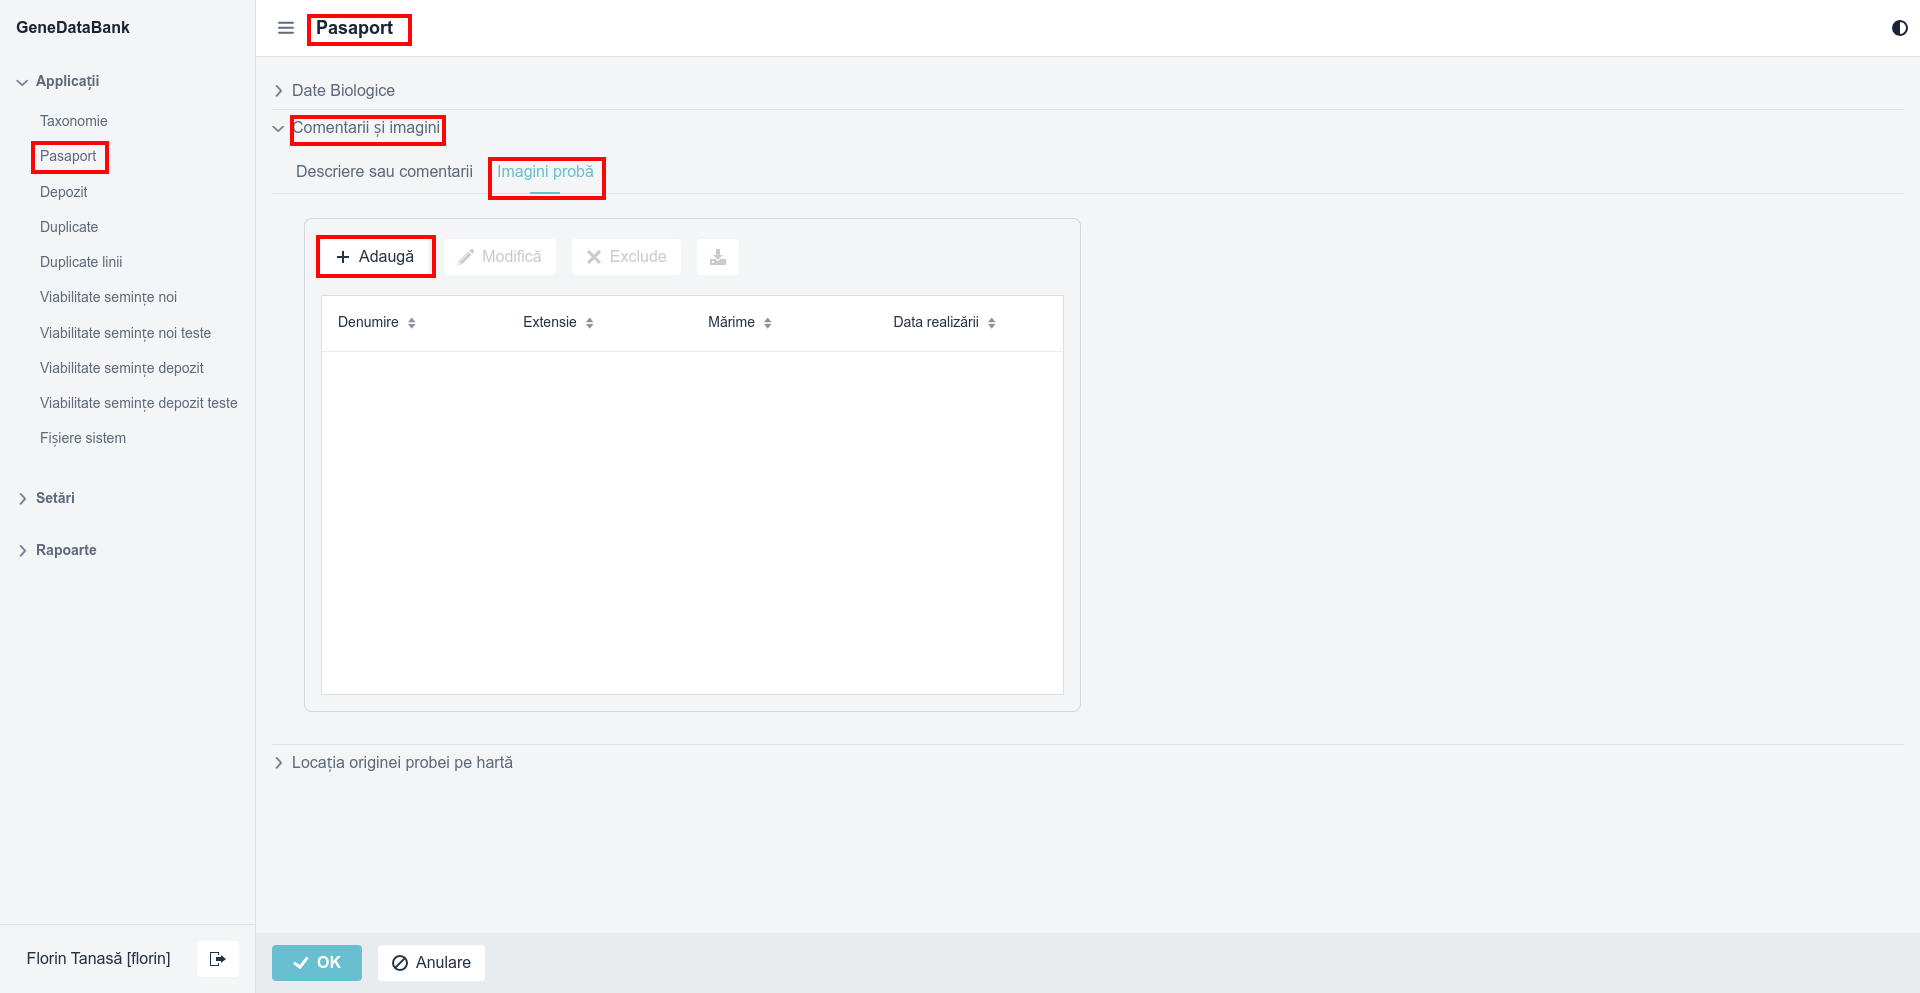 GeneDataBank
Pasaport
Applicații
Taxonomie
Pasaport
Depozit
Duplicate
Duplicate linii
Viabilitate semințe noi
Viabilitate semințe noi teste
Viabilitate semințe depozit
Viabilitate semințe depozit teste
Fișiere sistem
Setări
Rapoarte
Florin Tanasă [florin]
Date Biologice
Comentarii și imagini
Descriere sau comentarii Imagini probă
Adaugă Modifică Exclude
Denumire Extensie Mărime Data realizării
Locația originei probei pe hartă
OK Anulare